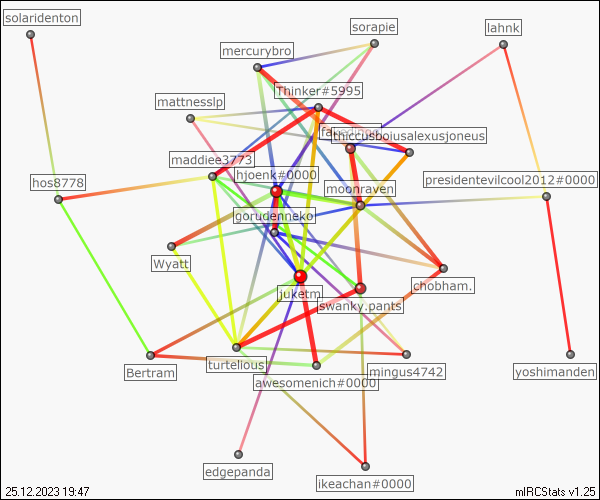 solaridenton
sorapie
lahnk
mercurybro
Thinker#5995
mattnesslp
thiccusboiusalexusjoneus
maddiee3773
hjoenk#0000
hos8778
moonraven
presidentevilcool2012#0000
gorudenneko
Wyatt
chobham.
juketm
swanky.pants
Bertram
turtelious
awesomenich#0000
mingus4742
yoshimanden
edgepanda
ikeachan#0000
25.12.2023 19:47
mIRCStats v1.25